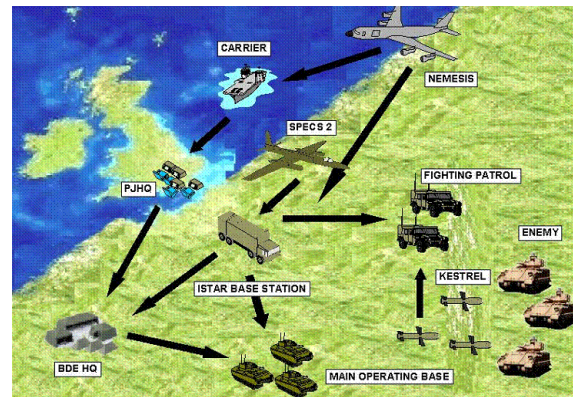 CARRIER
NEMESIS
SPECS 2
FIGHTING PATROL
PJHQ
ENEMY
KESTREL
ISTAR BASE STATION
BDE HQ
MAIN OPERATING BASE